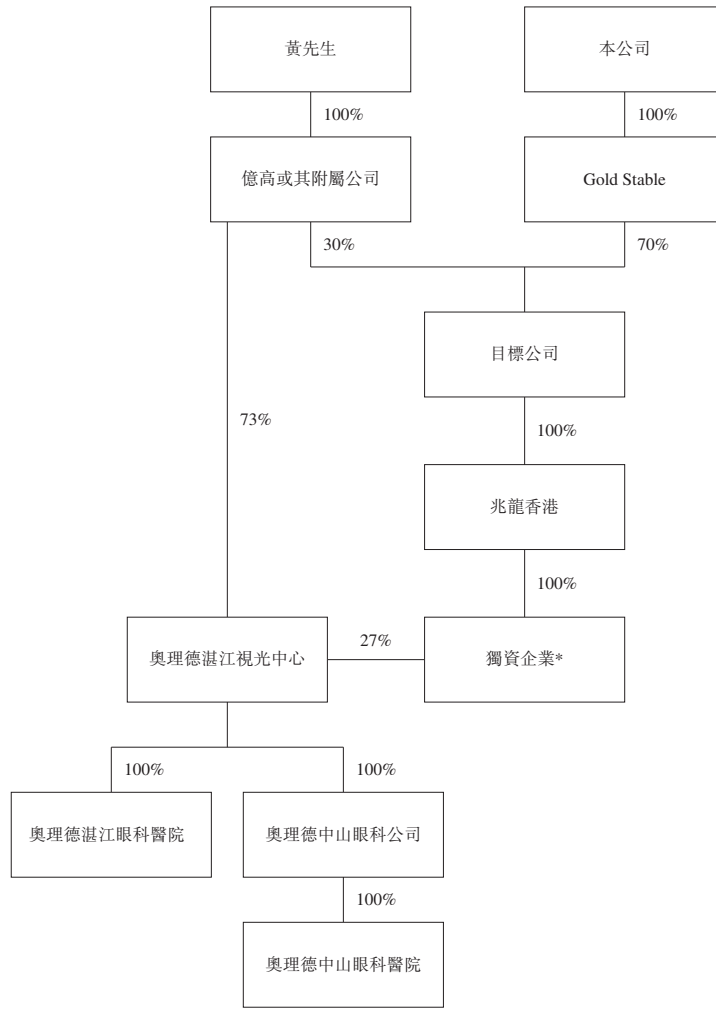 黃先生
本公司
100%
100%
億高或其附屬公司
Gold Stable
30%
70%
目標公司
73%
100%
兆龍香港
100%
奧理德湛江視光中心
27%
獨資企業*
100%
100%
奧理德湛江眼科醫院
奧理德中山眼科公司
100%
奧理德中山眼科醫院